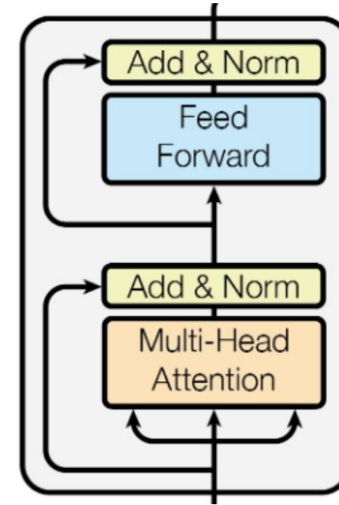 Add & Norm
Feed
Forward
Add & Norm
Multi-Head
Attention